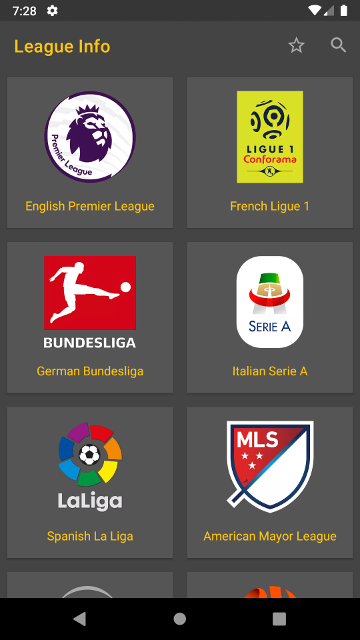 7:28
League Info
Premier League
English Premier League
LIGUE 1
Conforama
French Ligue 1
BUNDESLIGA
German Bundesliga
SERIE A
Italian Serie A
LaLiga
Spanish La Liga
MLS
American Mayor League